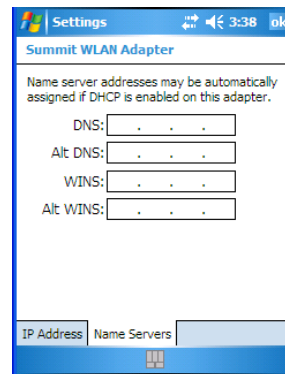 Settings 3:38 ok
Summit WLAN Adapter
Name server addresses may be automatically
assigned if DHCP is enabled on this adapter.
DNS: . . .
Alt DNS: . . .
WINS: . . .
Alt WINS: . . .
IP Address Name Servers